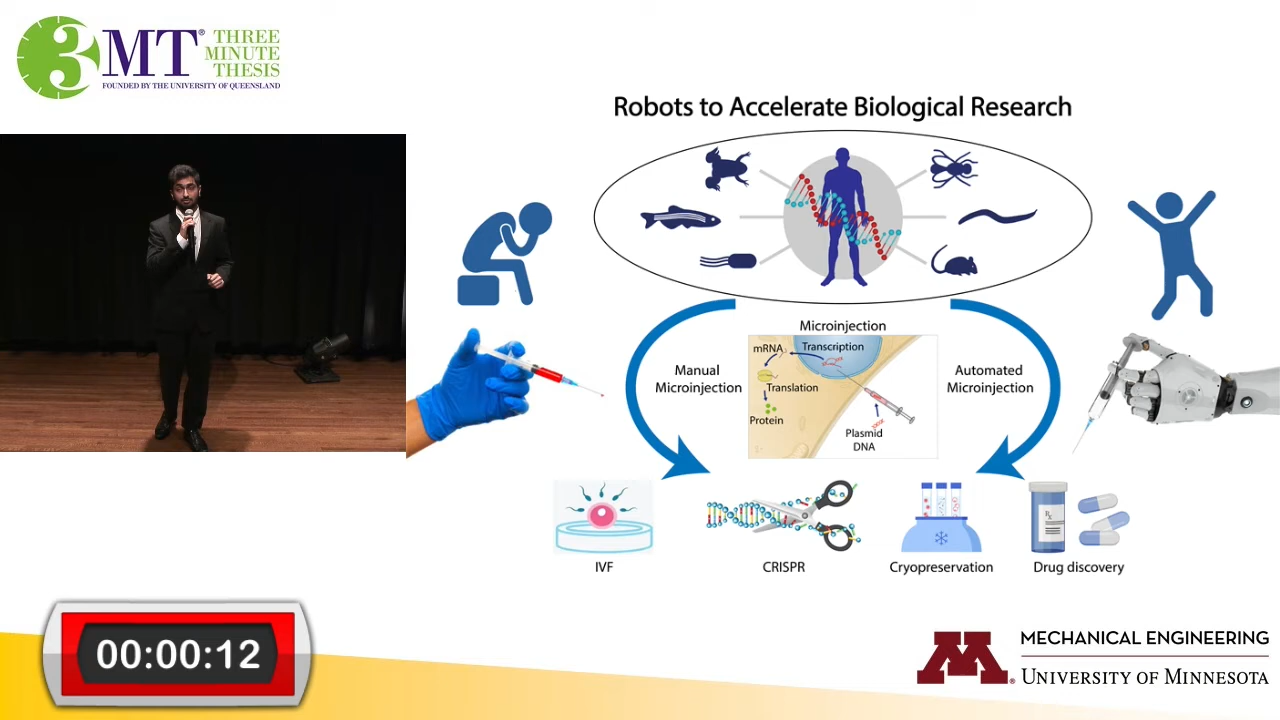 3MT® THREE
MINUTE
THESIS
FOUNDED BY THE UNIVERSITY OF QUEENSLAND
Robots to Accelerate Biological Research
Microinjection
Manual
Microinjection
mRNA
Transcription
Translation
Protein
Plasmid
DNA
Automated
Microinjection
IVF
CRISPR
Cryopreservation
Drug discovery
Rx
00:00:12
M®
MECHANICAL ENGINEERING
UNIVERSITY OF MINNESOTA